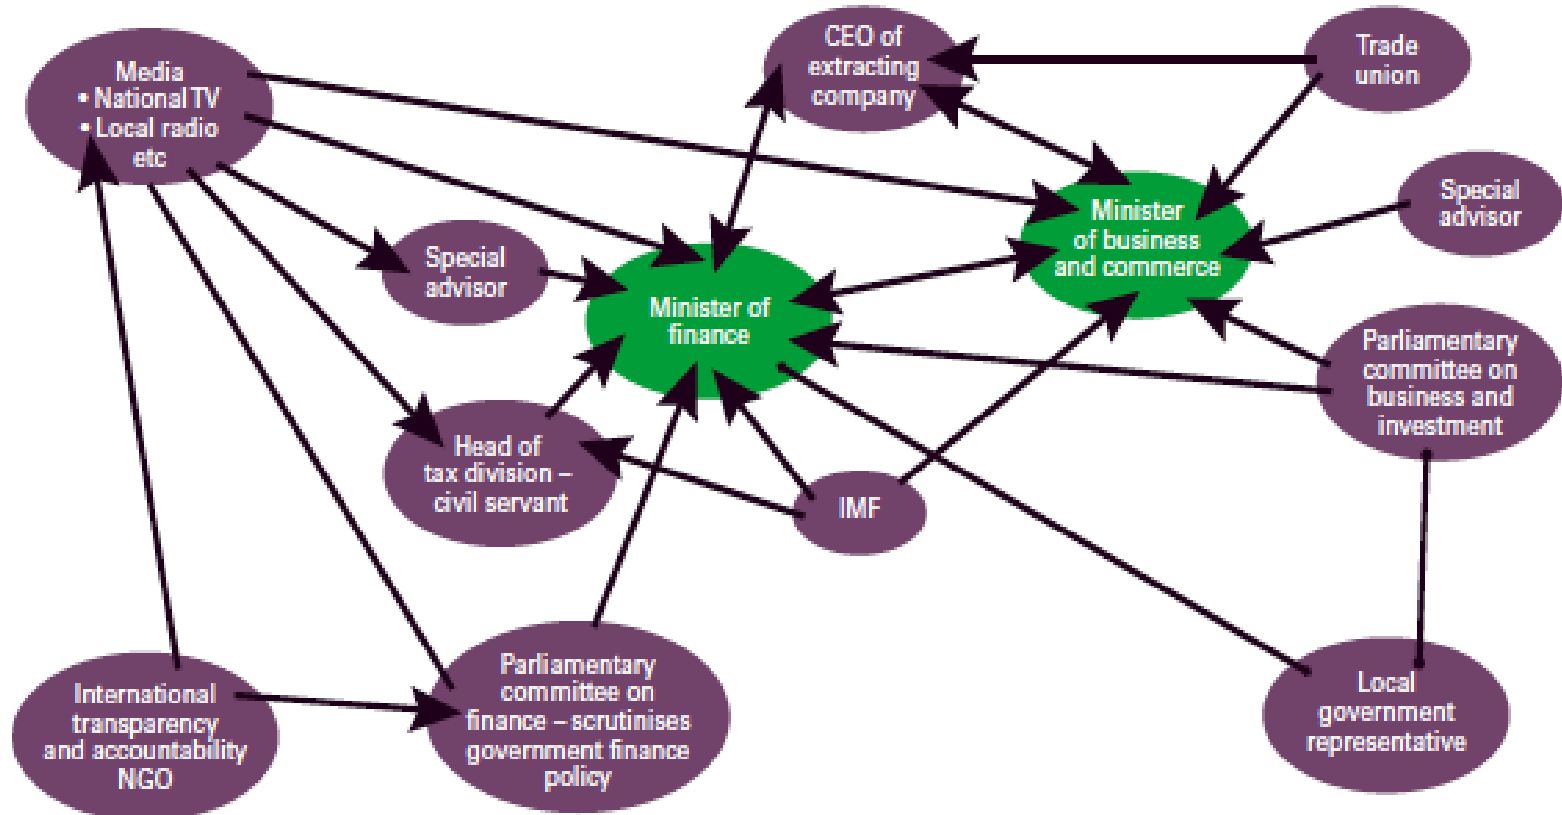 Media
• National TV
• Local radio
etc
CEO of
extracting
company
Trade
union
Special
advisor
Minister
of business
and commerce
Special
advisor
Minister of
finance
Parliamentary
committee on
business and
investment
Head of
tax division –
civil servant
IMF
International
transparency
and accountability
NGO
Parliamentary
committee on
finance – scrutinises
government finance
policy
Local
government
representative